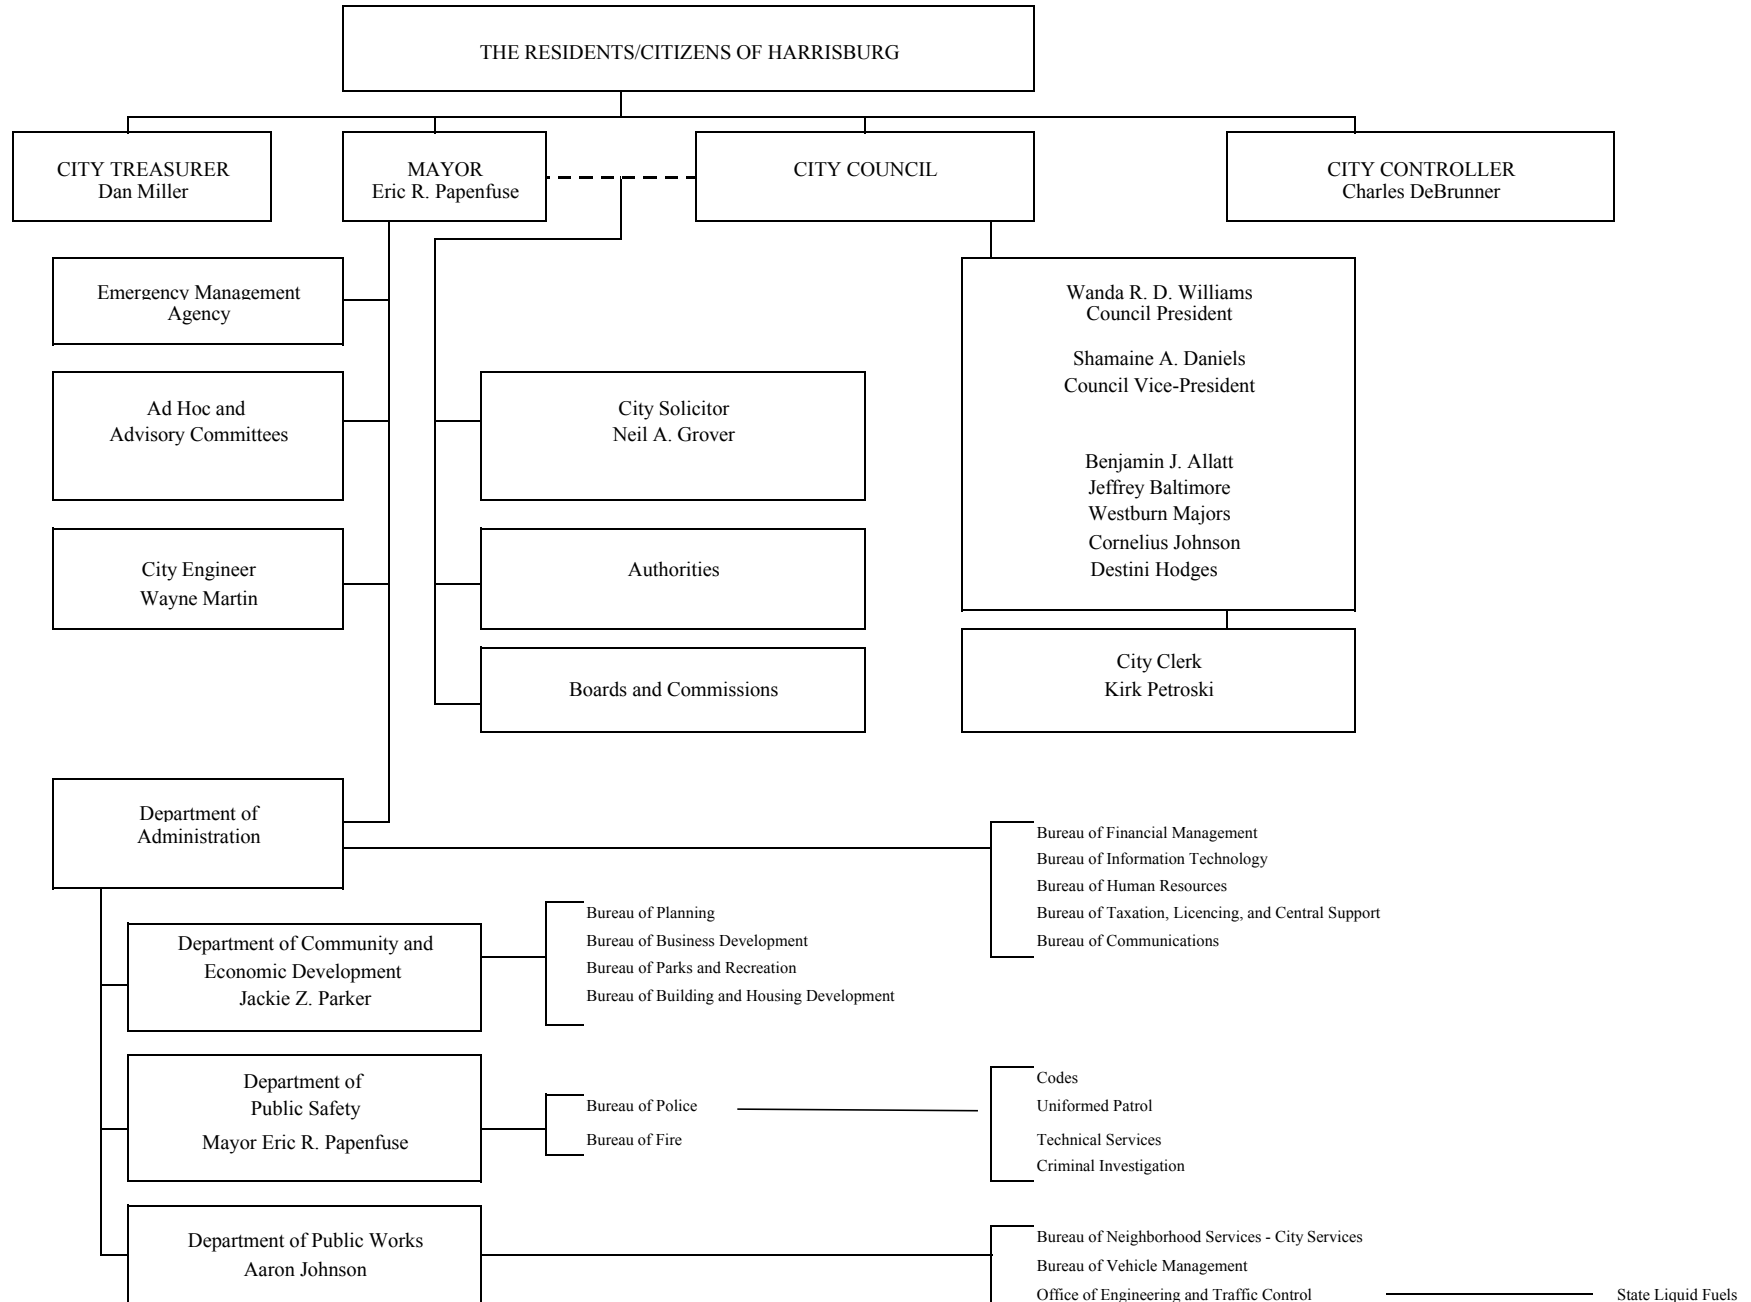 THE RESIDENTS/CITIZENS OF HARRISBURG
CITY TREASURER
Dan Miller
MAYOR
Eric R. Papenfuse
CITY COUNCIL
CITY CONTROLLER
Charles DeBrunner
Emergency Management
Agency
Ad Hoc and
Advisory Committees
City Engineer
Wayne Martin
City Solicitor
Neil A. Grover
Authorities
Boards and Commissions
Wanda R. D. Williams
Council President
Shamaine A. Daniels
Council Vice-President
Benjamin J. Allatt
Jeffrey Baltimore
Westburn Majors
Cornelius Johnson
Destini Hodges
City Clerk
Kirk Petroski
Department of
Administration
Bureau of Financial Management
Bureau of Information Technology
Bureau of Human Resources
Bureau of Taxation, Licencing, and Central Support
Bureau of Communications
Department of Community and
Economic Development
Jackie Z. Parker
Bureau of Planning
Bureau of Business Development
Bureau of Parks and Recreation
Bureau of Building and Housing Development
Department of
Public Safety
Mayor Eric R. Papenfuse
Bureau of Police
Bureau of Fire
Codes
Uniformed Patrol
Technical Services
Criminal Investigation
Department of Public Works
Aaron Johnson
Bureau of Neighborhood Services - City Services
Bureau of Vehicle Management
Office of Engineering and Traffic Control
State Liquid Fuels